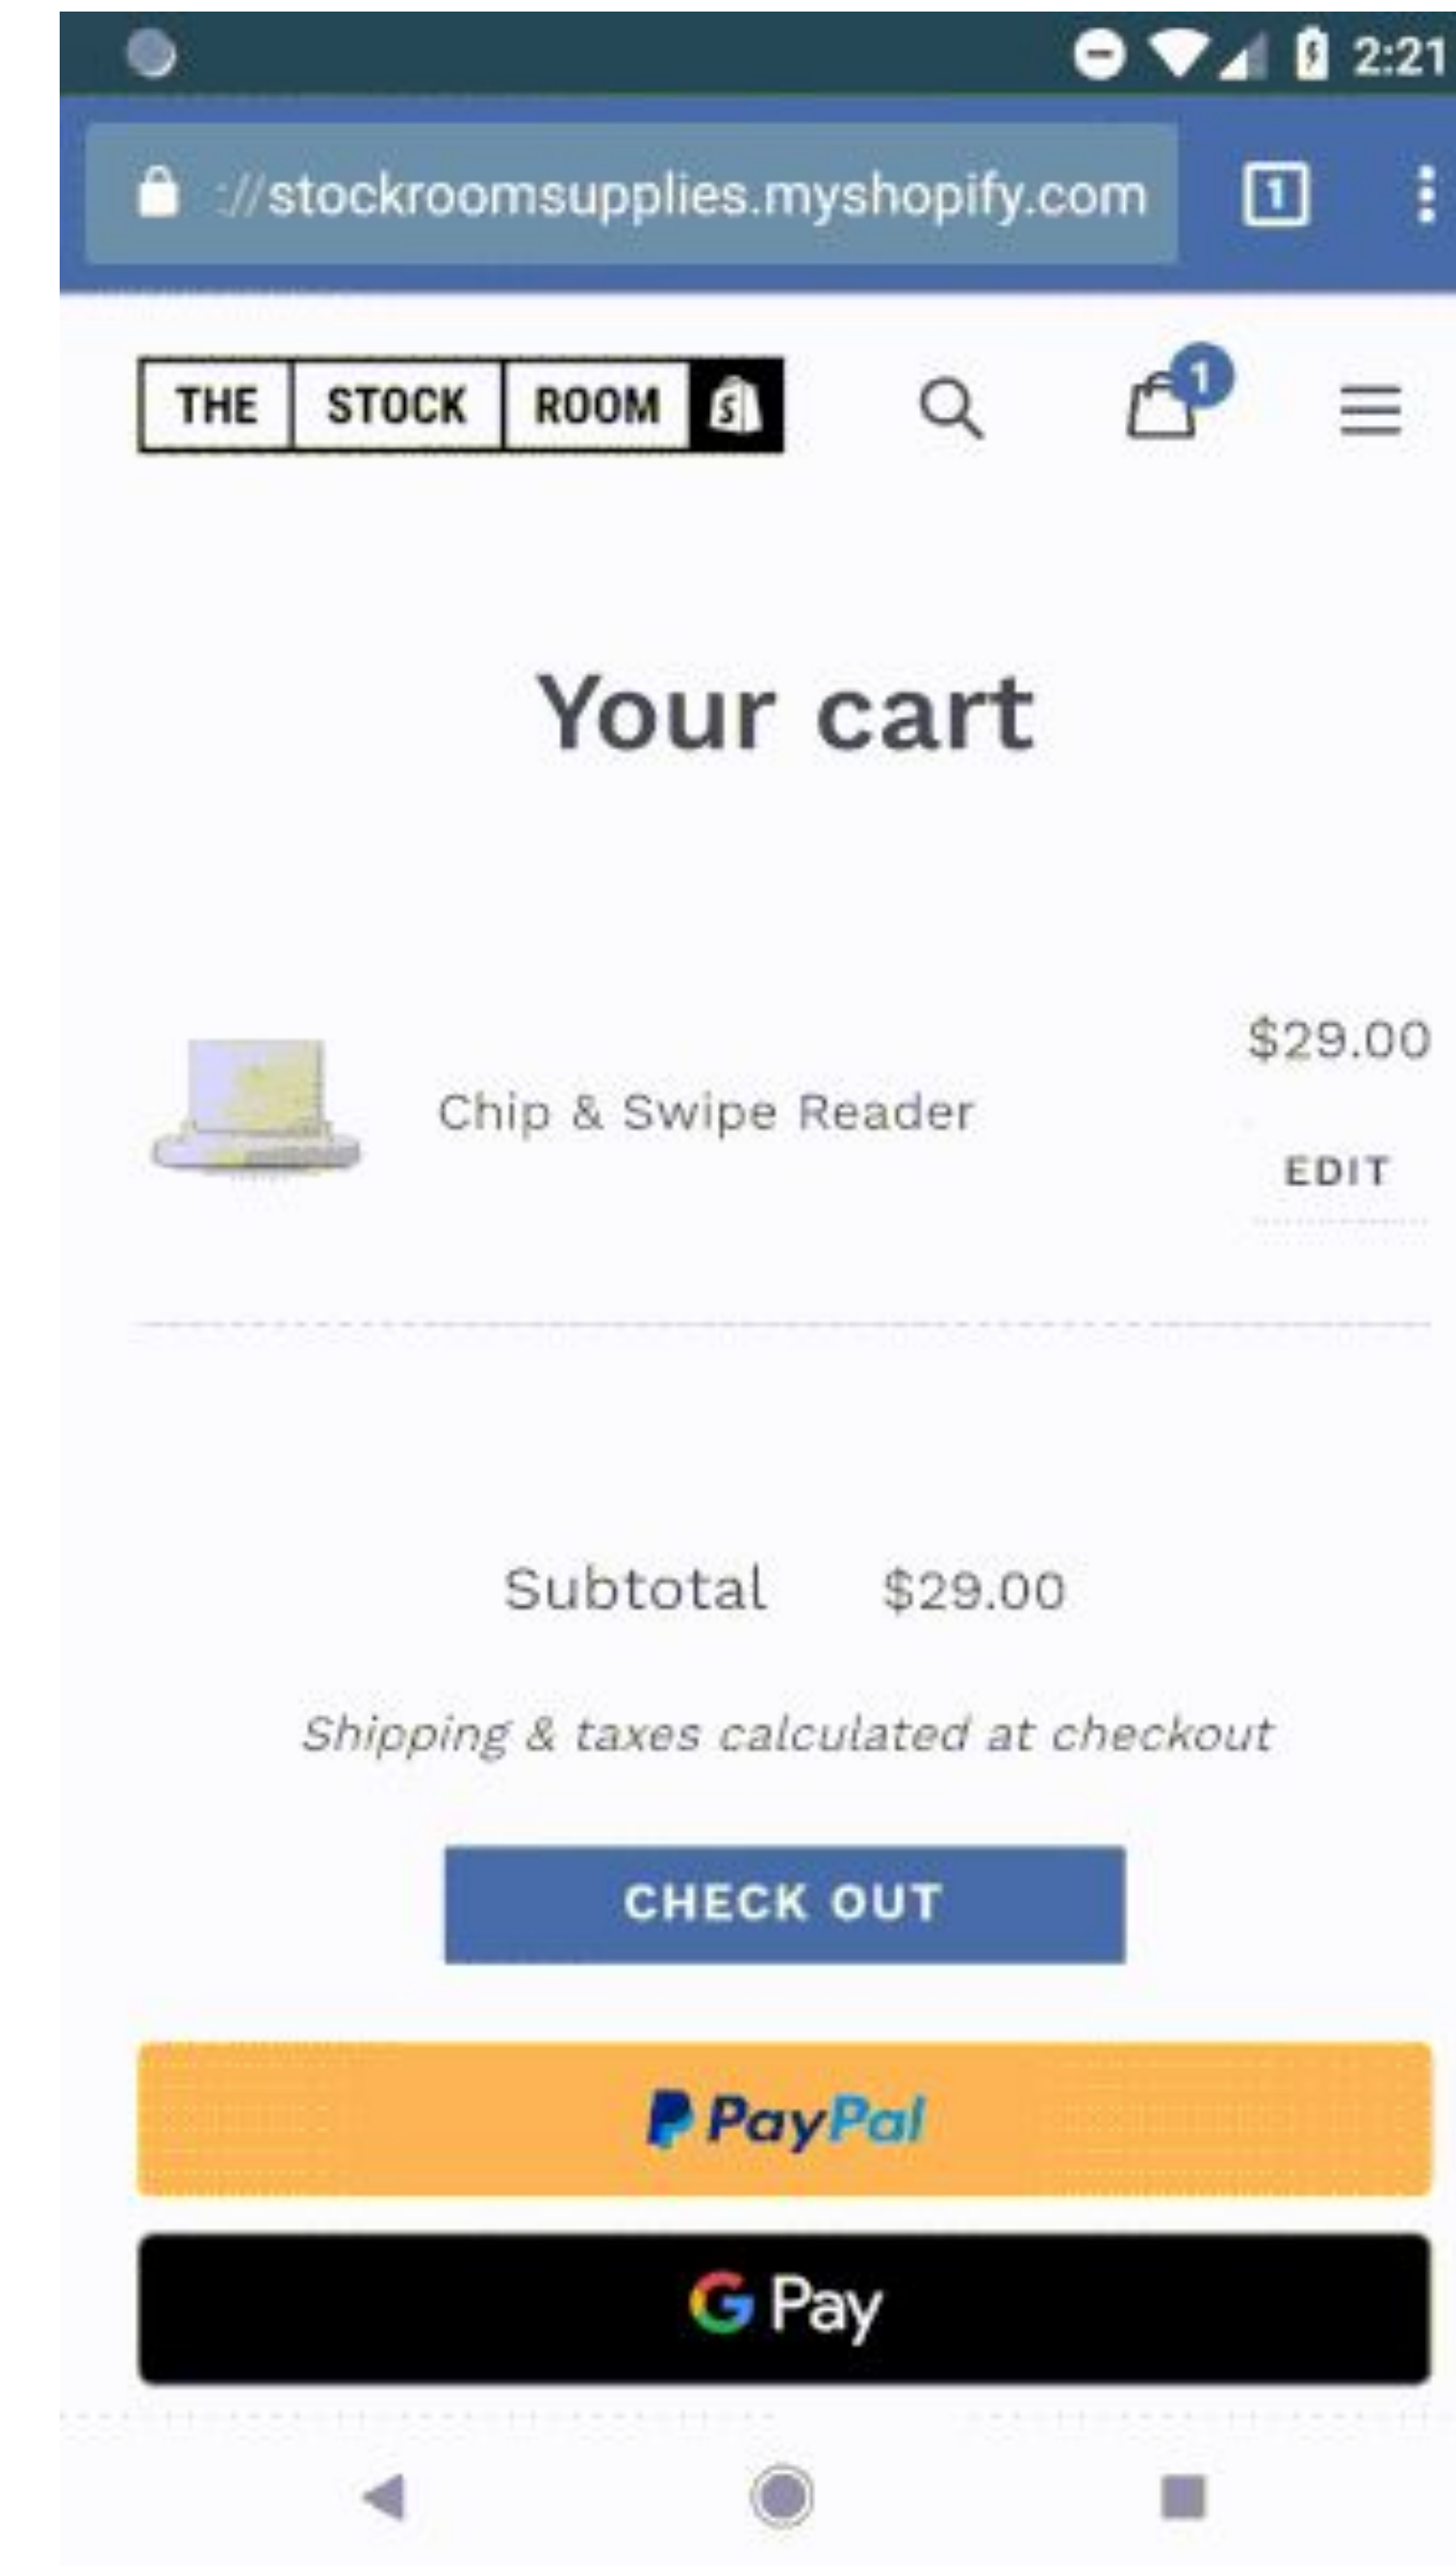 2:21
://stockroomsupplies.myshopify.com 1
THE STOCK ROOM S 1
Your cart
$29.00
Chip & Swipe Reader
EDIT
Subtotal $29.00
Shipping & taxes calculated at checkout
CHECK OUT
P PayPal
G Pay